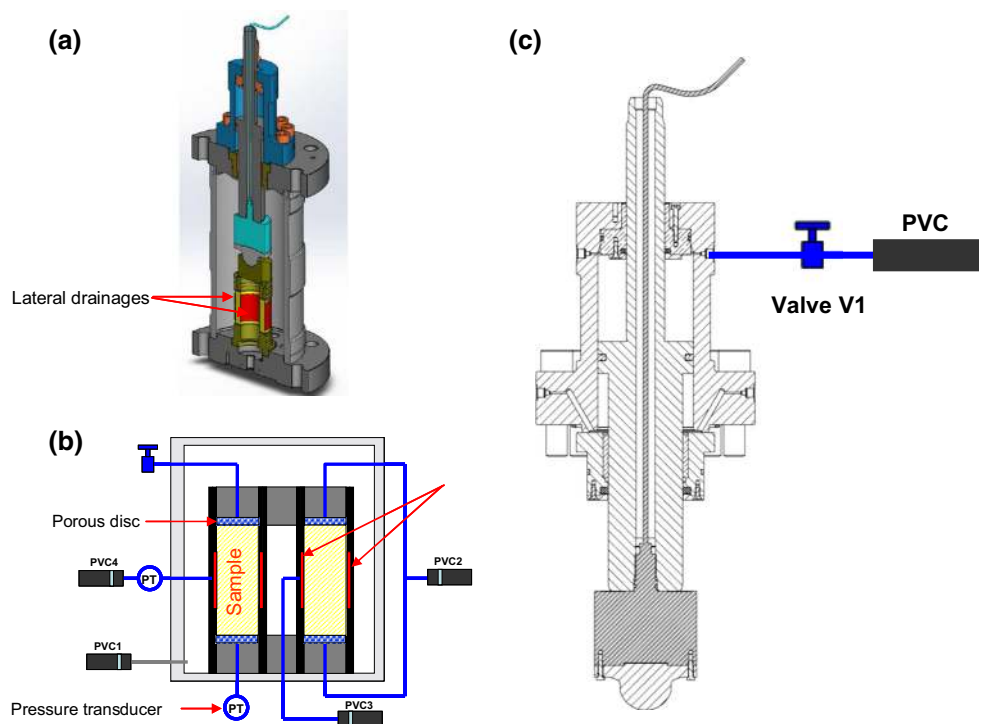 (a)
Lateral drainages
(b)
Porous disc
PVC4
PT
Sample
PVC2
PVC1
Pressure transducer
PT
PVC3
(c)
PVC
Valve V1